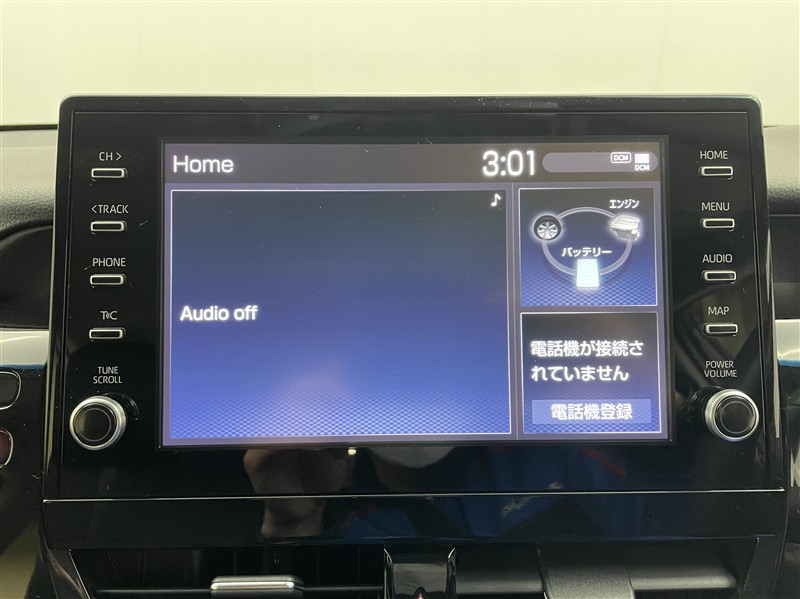 CH >
<TRACK
PHONE
TC
TUNE
SCROLL
Home
3:01
DCM
DCM
Audio off
エンジン
バッテリー
電話機が接続さ
れていません
電話機登録
HOME
MENU
AUDIO
MAP
POWER
VOLUME